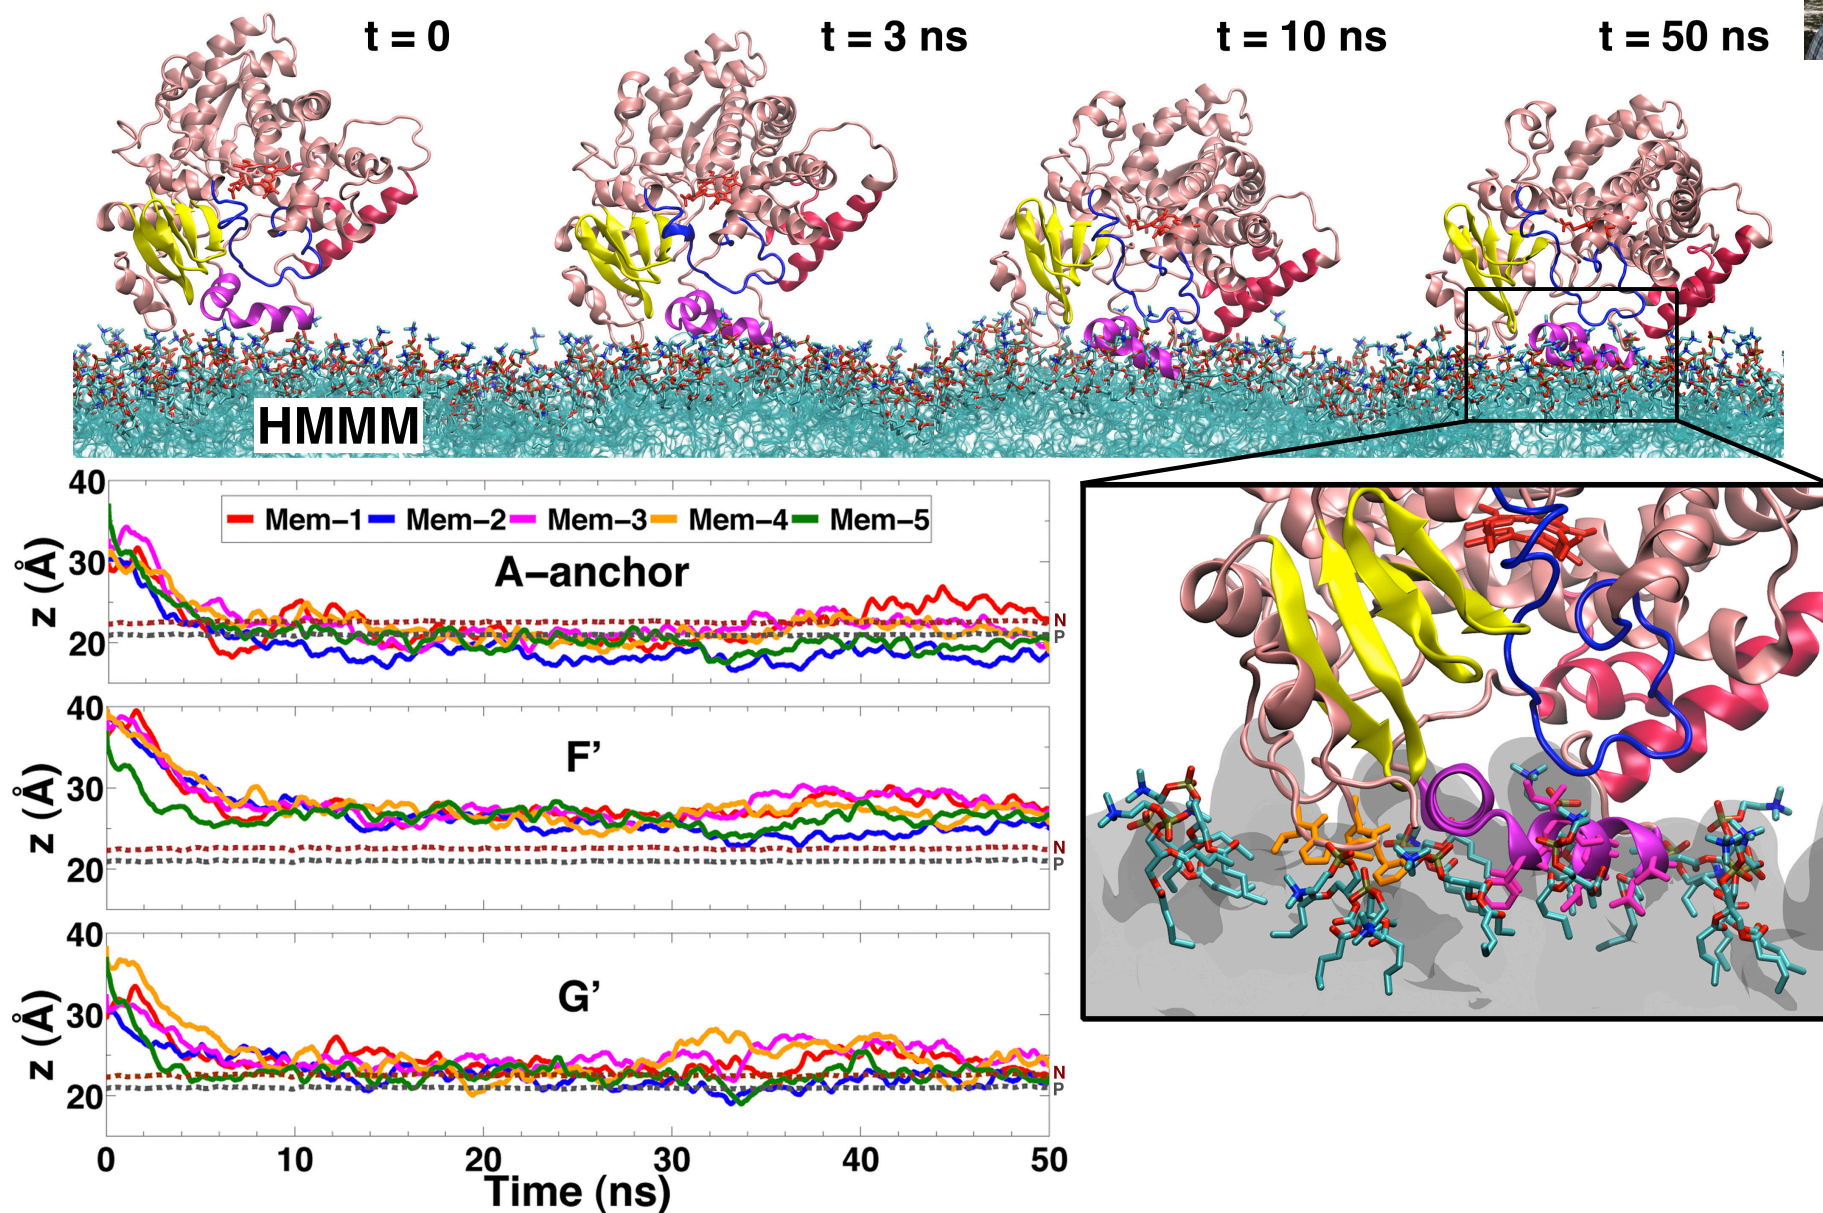 t = 0
t = 3 ns
t = 10 ns
t = 50 ns
HMMM
40
30
20
z (Å)
Mem−1
Mem−2
Mem−3
Mem−4
Mem−5
A−anchor
N
P
40
30
20
z (Å)
F’
N
P
40
30
20
z (Å)
G’
N
P
0
10
20
30
40
50
Time (ns)